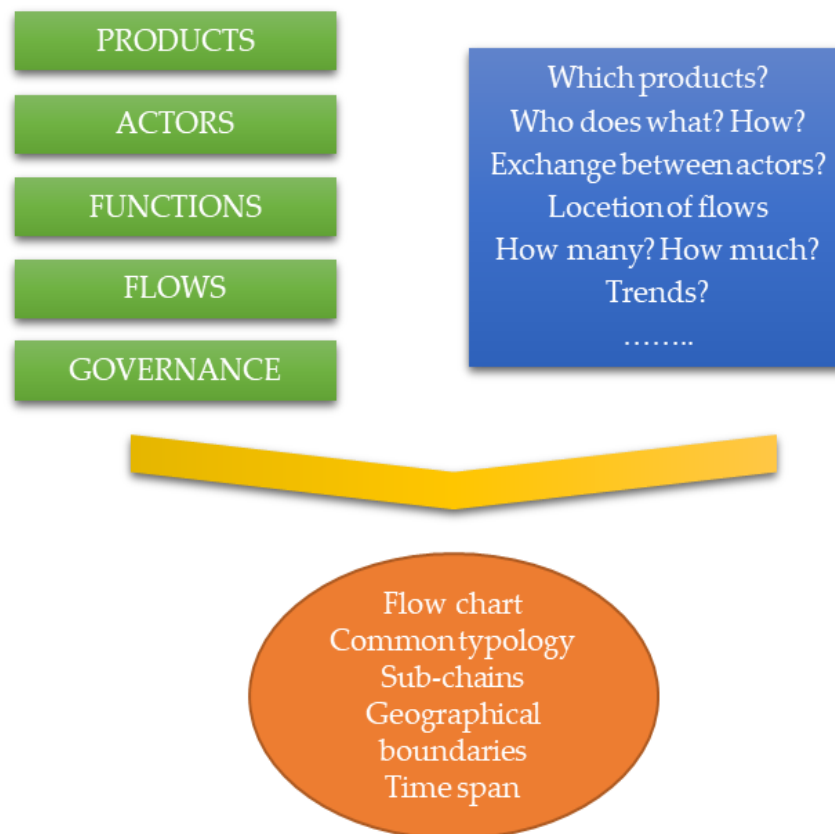 PRODUCTS
ACTORS
FUNCTIONS
FLOWS
GOVERNANCE
Which products?
Who does what? How?
Exchange between actors?
Locetion of flows
How many? How much?
Trends?
........
Flow chart
Common typology
Sub-chains
Geographical
boundaries
Time span